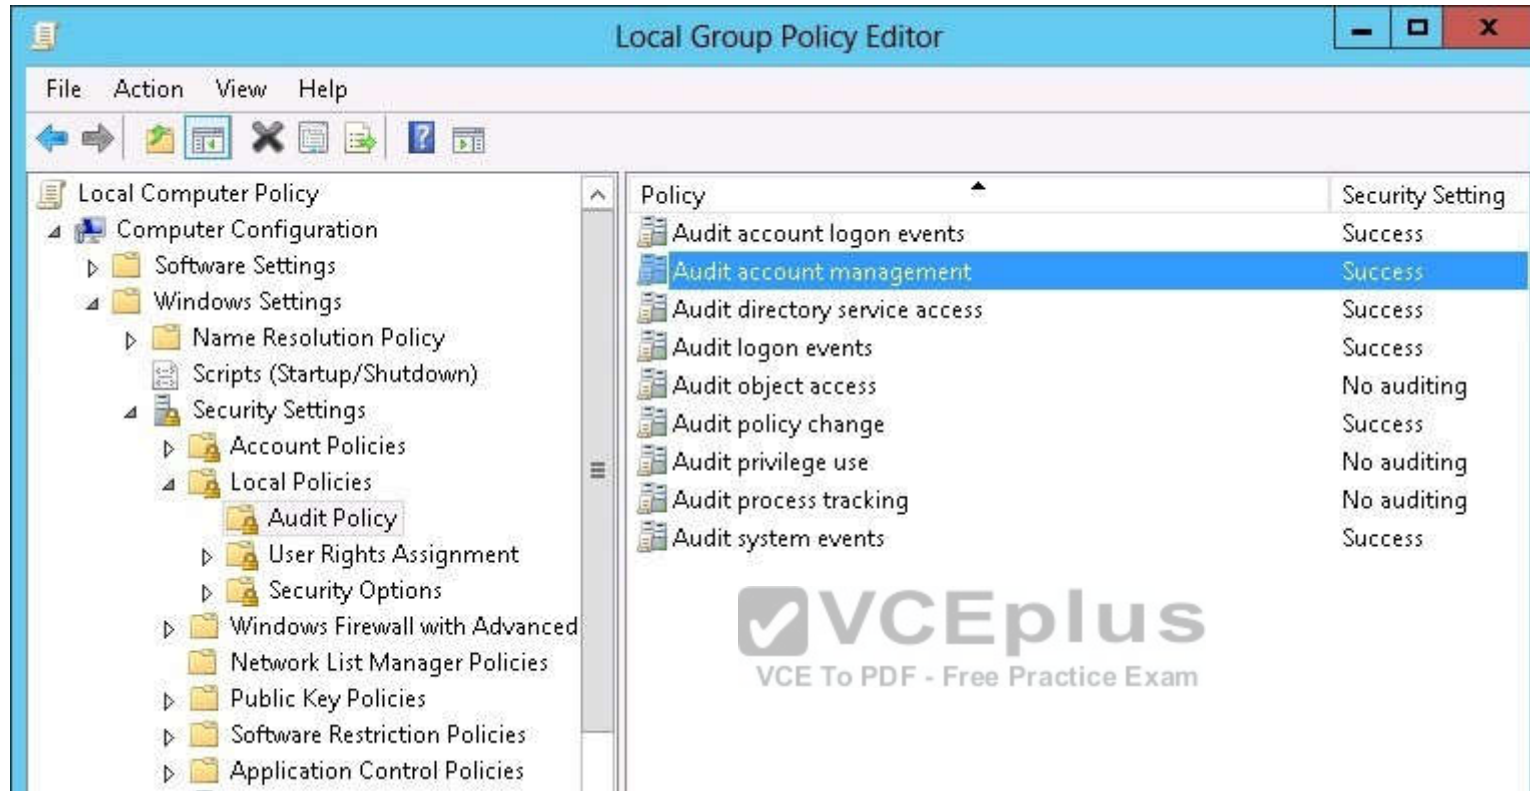 Local Group Policy Editor
File Action View Help
Local Computer Policy
Computer Configuration
Software Settings
Windows Settings
Name Resolution Policy
Scripts (Startup/Shutdown)
Security Settings
Account Policies
Local Policies
Audit Policy
User Rights Assignment
Security Options
Windows Firewall with Advanced
Network List Manager Policies
Public Key Policies
Software Restriction Policies
Application Control Policies
Policy Security Setting
Audit account logon events Success
Audit account management Success
Audit directory service access Success
Audit logon events Success
Audit object access No auditing
Audit policy change Success
Audit privilege use No auditing
Audit process tracking No auditing
Audit system events Success
VCEplus
VCE To PDF - Free Practice Exam